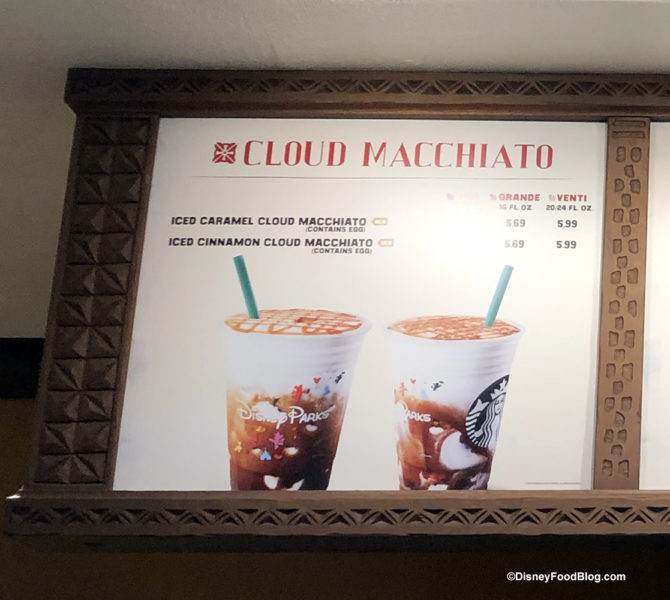 CLOUD MACCHIATO
GRANDE VENTI
16 FL. OZ. 20/24 FL. OZ.
ICED CARAMEL CLOUD MACCHIATO 5.69 5.99
(CONTAINS EGG)
ICED CINNAMON CLOUD MACCHIATO 5.69 5.99
(CONTAINS EGG)
Disney PARKS
PARKS
©DisneyFoodBlog.com